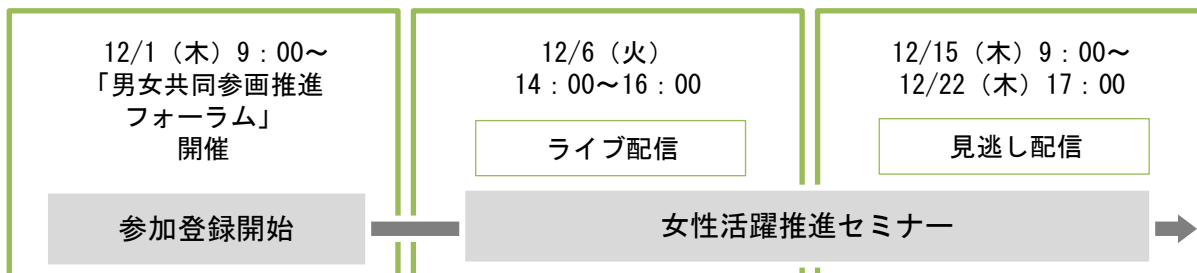 12/1（木）9：00～
「男女共同参画推進
フォーラム」
開催
参加登録開始
12/6（火）
14：00～16：00
ライブ配信
12/15（木）9：00～
12/22（木）17：00
見逃し配信
女性活躍推進セミナー